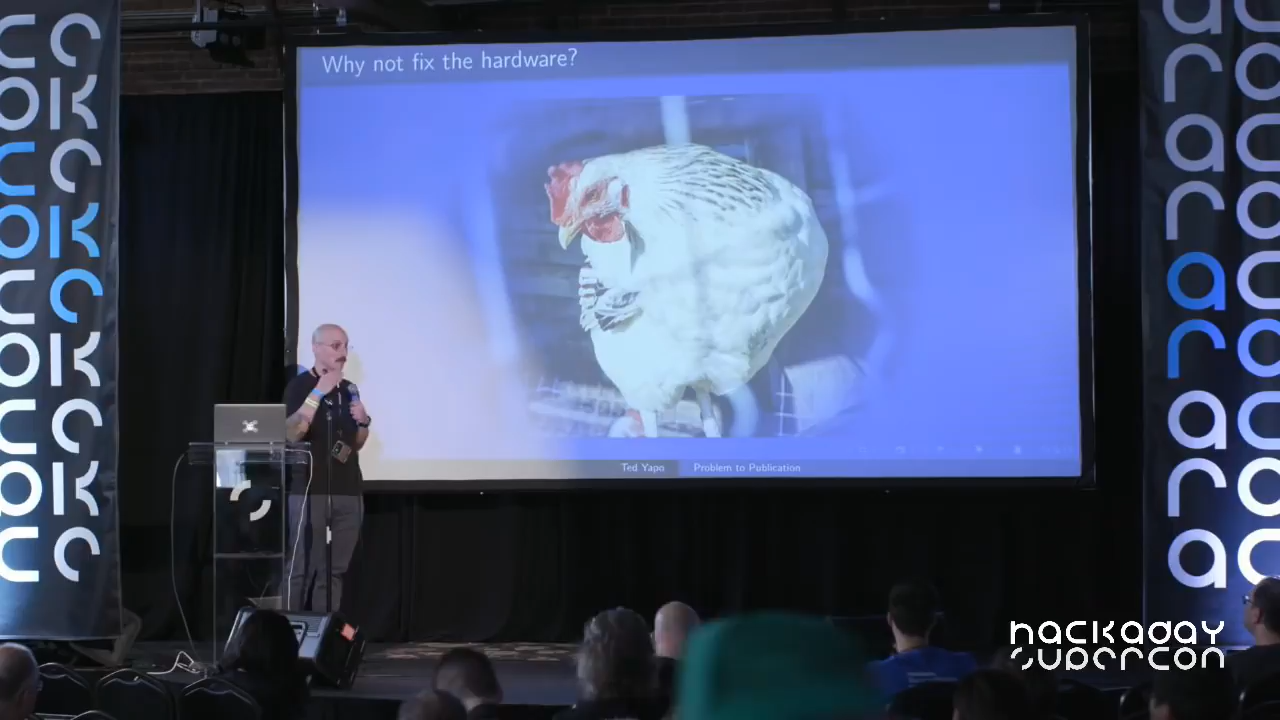 Why not fix the hardware?
Ted Yapo
Problem to Publication
hackaday
supercon